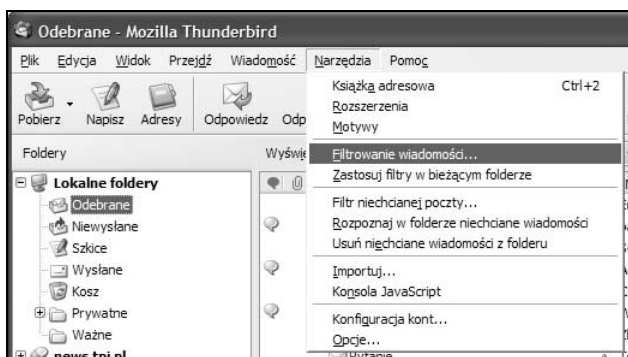 Odebrane - Mozilla Thunderbird
Plik Edycja Widok Przejdź Wiadomość Narzędzia Pomoc
Pobierz Napisz Adresy Odpowiedz Odp
Książka adresowa Ctrl+2
Rozszerzenia
Motywy
Filtrowanie wiadomości...
Zastosuj filtry w bieżącym folderze
Filtr niechcianej poczty...
Rozpoznaj w folderze niechciane wiadomości
Usuń niechciane wiadomości z folderu
Importuj...
Konsola JavaScript
Konfiguracja kont...
Opcje...
Foldery Wyświe
Lokalne foldery
Odebrane
Niewysłane
Szkice
Wysłane
Kosz
Prywatne
Ważne
news.tpi.pl
Pytanie